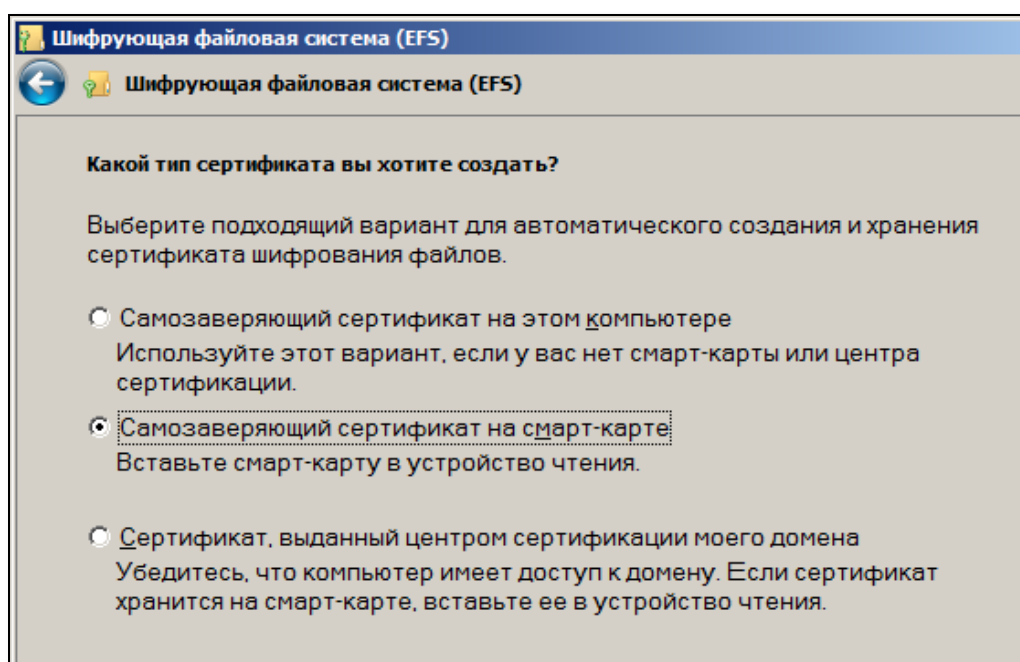 Шифрующая файловая система (EFS)
Шифрующая файловая система (EFS)
Какой тип сертификата вы хотите создать?
Выберите подходящий вариант для автоматического создания и хранения
сертификата шифрования файлов.
Самозаверяющий сертификат на этом компьютере
Используйте этот вариант, если у вас нет смарт-карты или центра
сертификации.
Самозаверяющий сертификат на смарт-карте
Вставьте смарт-карту в устройство чтения.
Сертификат, выданный центром сертификации моего домена
Убедитесь, что компьютер имеет доступ к домену. Если сертификат
хранится на смарт-карте, вставьте ее в устройство чтения.